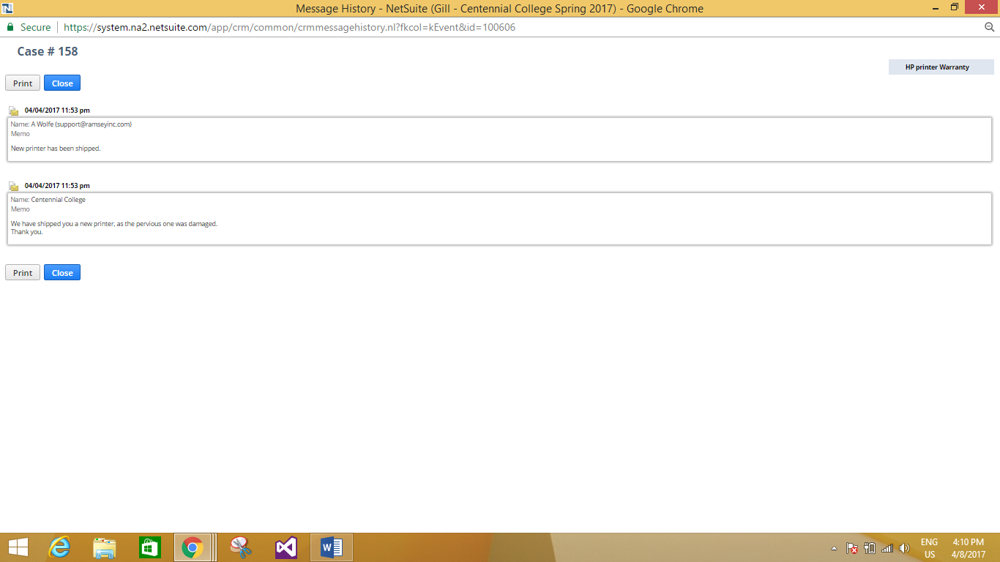 Message History - NetSuite (Gill - Centennial College Spring 2017) - Google Chrome
Secure https://system.na2.netsuite.com/app/crm/common/crmmessagehistory.nl?fkcol=kEvent&id=100606
Case # 158
HP printer Warranty
Print Close
04/04/2017 11:53 pm
Name: A Wolfe (support@ramseyinc.com)
Memo
New printer has been shipped.
04/04/2017 11:53 pm
Name: Centennial College
Memo
We have shipped you a new printer, as the pervious one was damaged.
Thank you.
Print Close
ENG 4:10 PM
US 4/8/2017